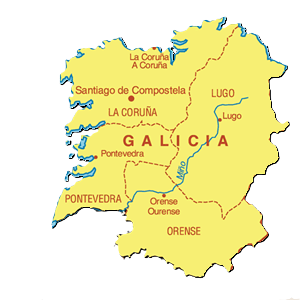 La Coruña
A Coruña
Santiago de Compostela
LUGO
LA CORUÑA
Lugo
GALICIA
Pontevedra
Miño
PONTEVEDRA
Orense
Ourense
ORENSE